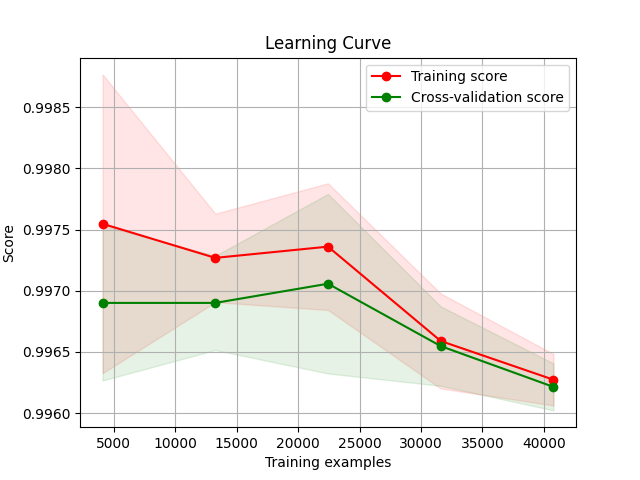 Learning Curve
Training score
Cross-validation score
0.9985
0.9980
0.9975
0.9970
0.9965
0.9960
Score
5000 10000 15000 20000 25000 30000 35000 40000
Training examples